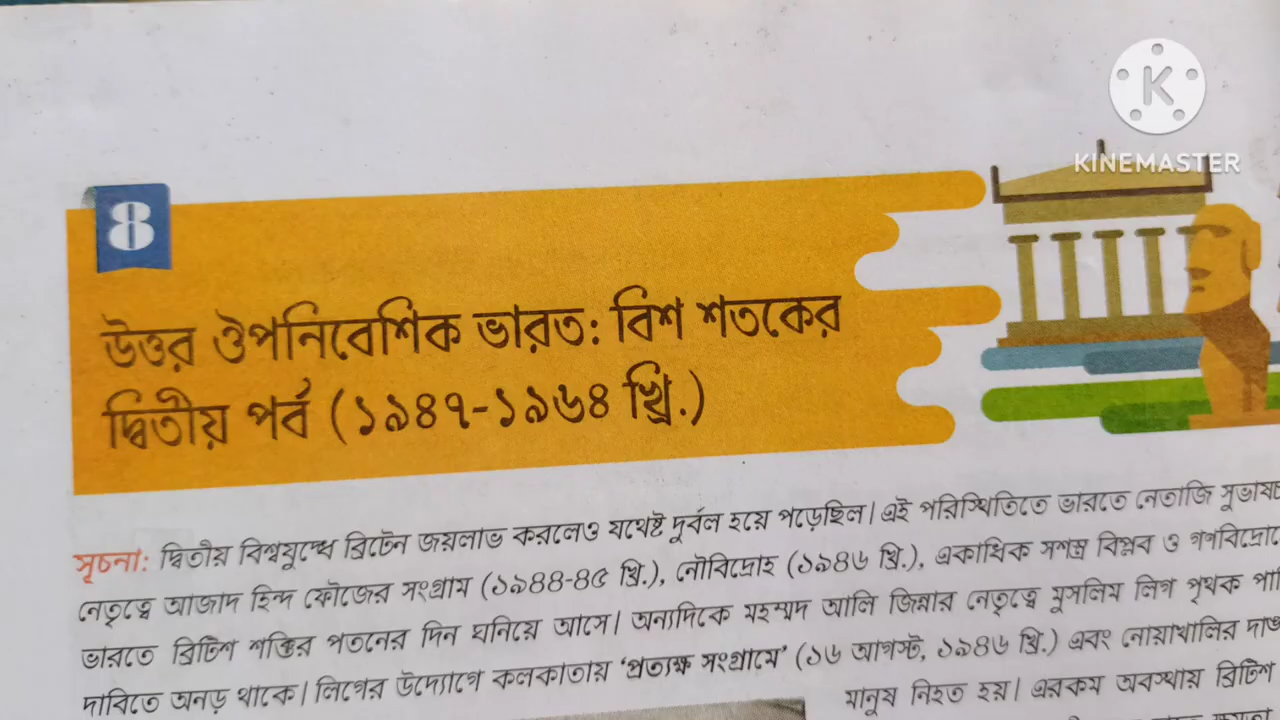 KINEMASTER
8
উত্তর ঔপনিবেশিক ভারত: বিশ শতকের
দ্বিতীয় পর্ব (১৯৪৭-১৯৬৪ খ্রি.)
সূচনা: দ্বিতীয় বিশ্বযুদ্ধে ব্রিটেন জয়লাভ করলেও যথেষ্ট দুর্বল হয়ে পড়েছিল। এই পরিস্থিতিতে ভারতে নেতাজি
নেতৃত্বে আজাদ হিন্দ ফৌজের সংগ্রাম (১৯৪৪-৪৫ খ্রি.), নৌবিদ্রোহ (১৯৪৬ খ্রি.), একাধিক সশস্ত্র বিপ্লব ও
ভারতে ব্রিটিশ শক্তির পতনের দিন ঘনিয়ে আসে। অন্যদিকে মহম্মদ আলি জিন্নার নেতৃত্বে মুসলিম লিগ পৃথক
দাবিতে অনড় থাকে। লিগের উদ্যোগে কলকাতায় 'প্রত্যক্ষ সংগ্রামে' (১৬ আগস্ট, ১৯৪৬ খ্রি.) এবং নোয়াখালির
মানুষ নিহত হয়। এরকম অবস্থায় ব্রিটিশ